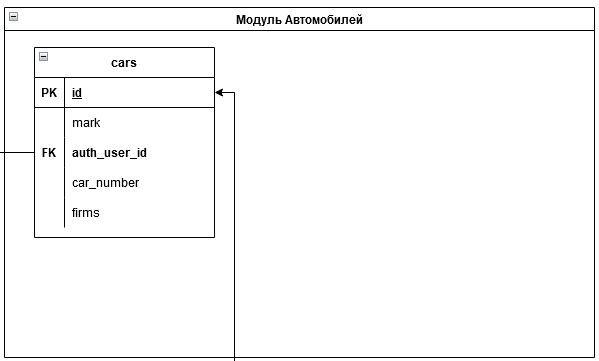 Модуль Автомобилей
cars
PK id
mark
FK auth_user_id
car_number
firms